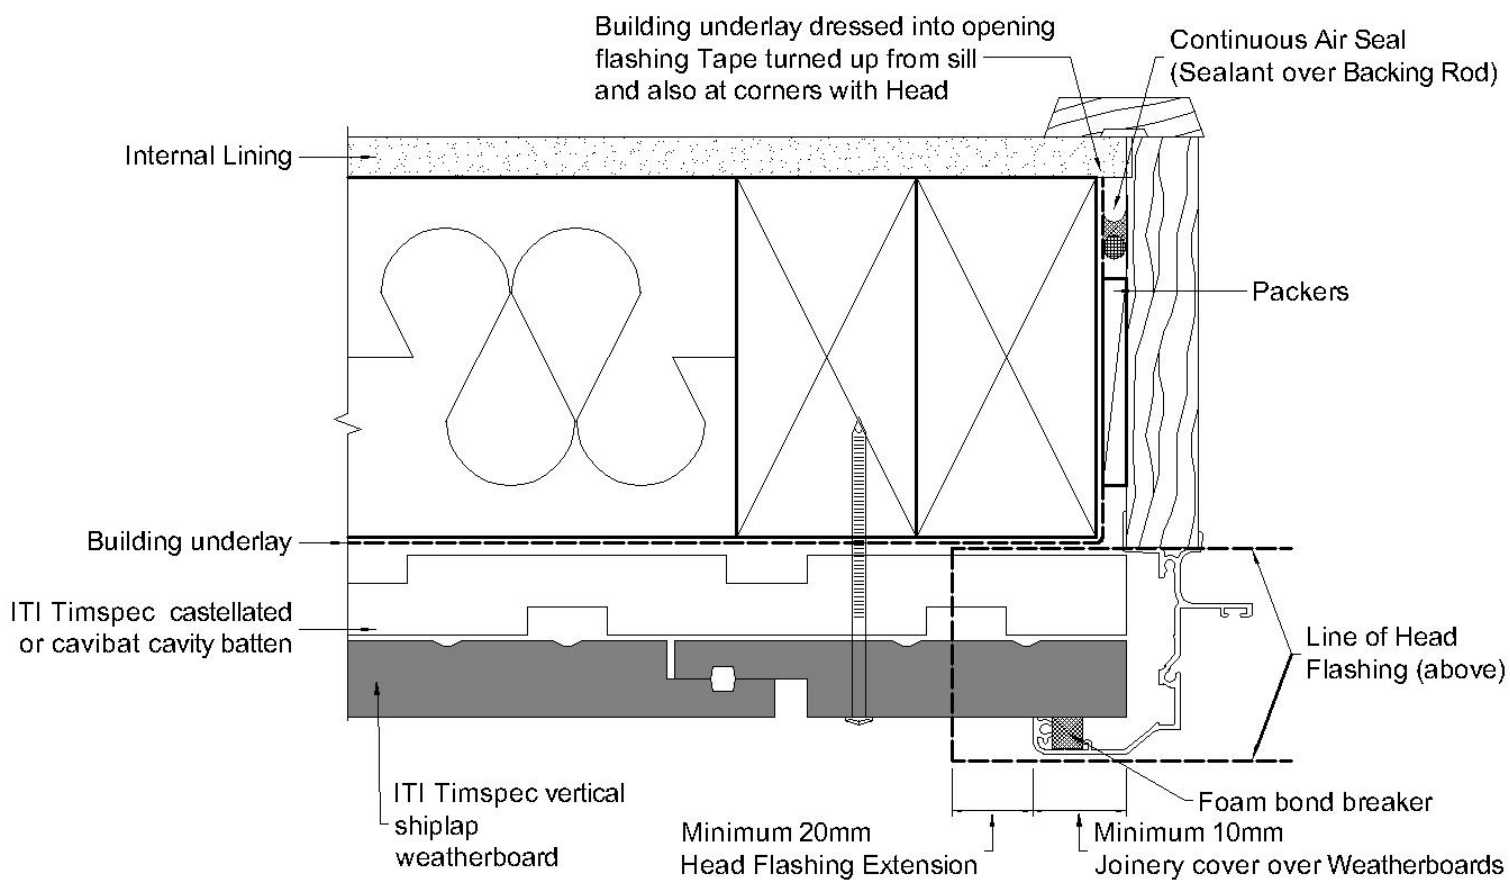 Building underlay dressed into opening
flashing Tape turned up from sill
and also at corners with Head
Continuous Air Seal
(Sealant over Backing Rod)
Internal Lining
Packers
Building underlay
ITI Timspec castellated
or cavibat cavity batten
Line of Head
Flashing (above)
ITI Timspec vertical
shiplap
weatherboard
Foam bond breaker
Minimum 20mm
Head Flashing Extension
Minimum 10mm
Joinery cover over Weatherboards